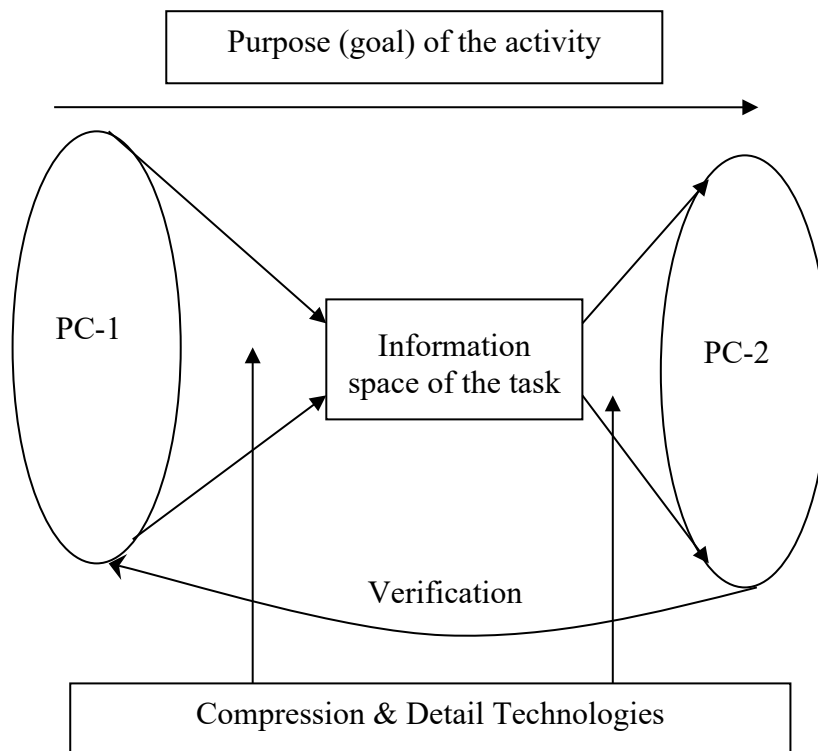 Purpose (goal) of the activity
PC-1
Information
space of the task
PC-2
Verification
Compression & Detail Technologies